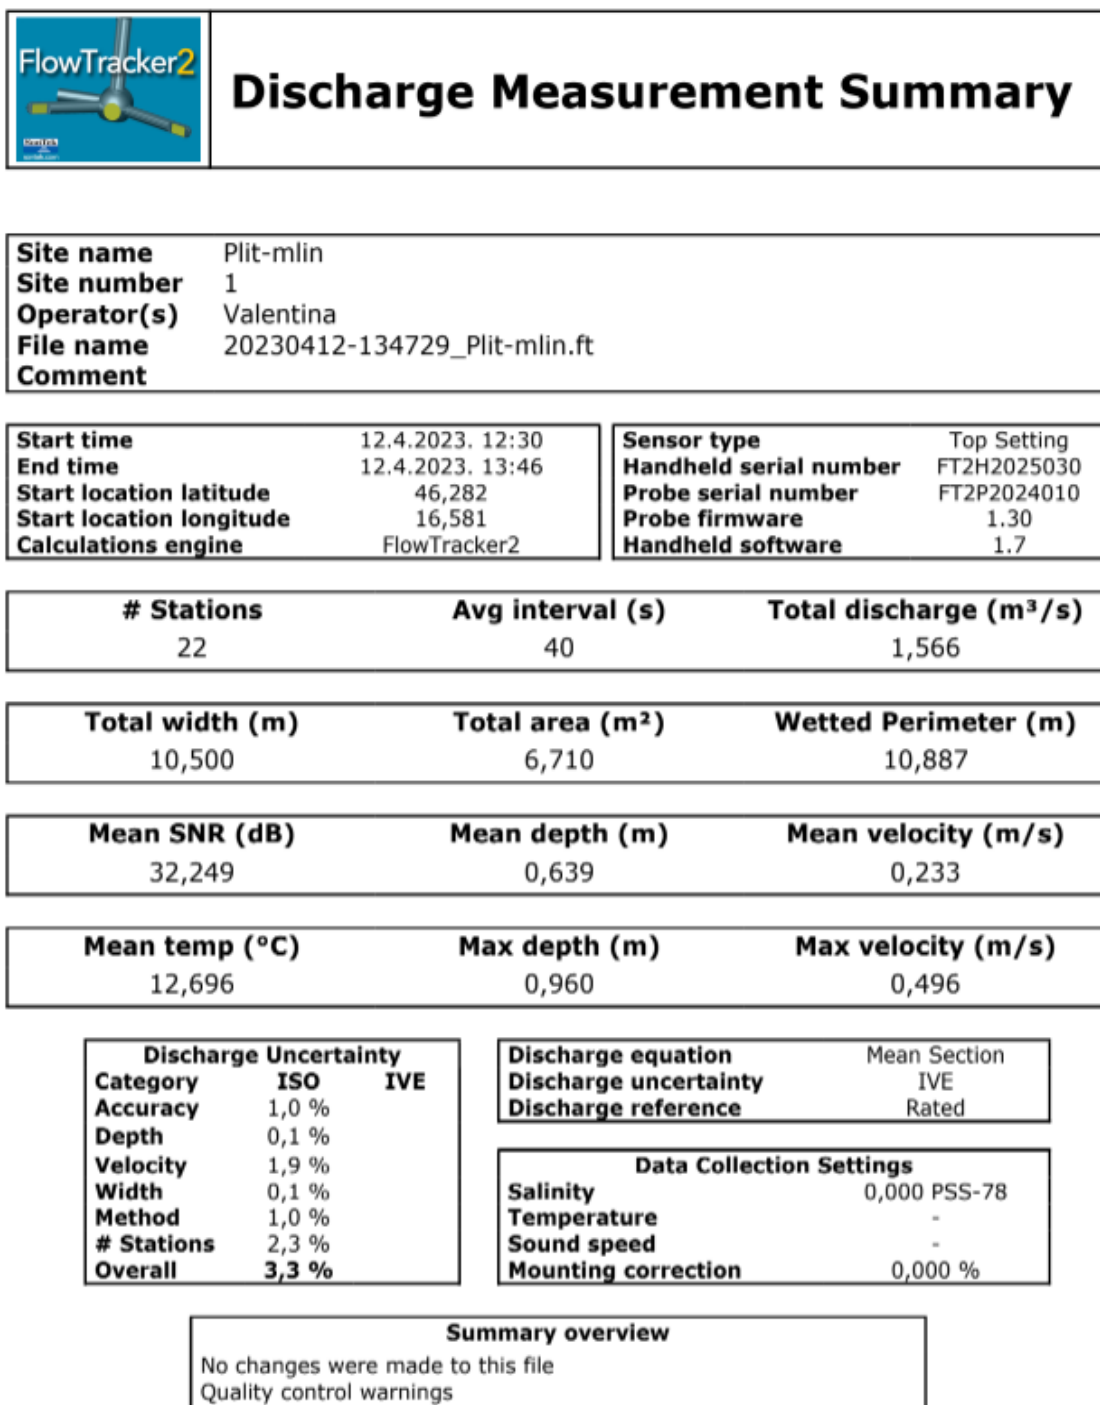 FlowTracker2
Discharge Measurement Summary
Site name Plit-mlin
Site number 1
Operator(s) Valentina
File name 20230412-134729_Plit-mlin.ft
Comment
Start time 12.4.2023. 12:30
End time 12.4.2023. 13:46
Start location latitude 46,282
Start location longitude 16,581
Calculations engine FlowTracker2
Sensor type Top Setting
Handheld serial number FT2H2025030
Probe serial number FT2P2024010
Probe firmware 1.30
Handheld software 1.7
# Stations Avg interval (s) Total discharge (m³/s)
22 40 1,566
Total width (m) Total area (m²) Wetted Perimeter (m)
10,500 6,710 10,887
Mean SNR (dB) Mean depth (m) Mean velocity (m/s)
32,249 0,639 0,233
Mean temp (ºC) Max depth (m) Max velocity (m/s)
12,696 0,960 0,496
Discharge Uncertainty
Category ISO IVE
Accuracy 1,0 %
Depth 0,1 %
Velocity 1,9 %
Width 0,1 %
Method 1,0 %
# Stations 2,3 %
Overall 3,3 %
Discharge equation Mean Section
Discharge uncertainty IVE
Discharge reference Rated
Data Collection Settings
Salinity 0,000 PSS-78
Temperature -
Sound speed -
Mounting correction 0,000 %
Summary overview
No changes were made to this file
Quality control warnings